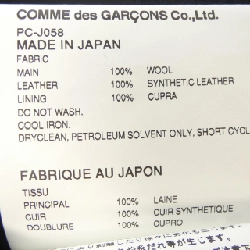 COMME des GARÇONS Co.,Ltd.
PC-J058
MADE IN JAPAN
FABRIC
MAIN 100% WOOL
LEATHER 100% SYNTHETIC LEATHER
LINING 100% CUPRA
DO NOT WASH.
COOL IRON.
DRYCLEAN, PETROLEUM SOLVENT ONLY, SHORT CYCL
FABRIQUE AU JAPON
TISSU
PRINCIPAL 100% LAINE
CUIR 100% CUIR SYNTHETIQUE
DOUBLURE 100% CUPRO